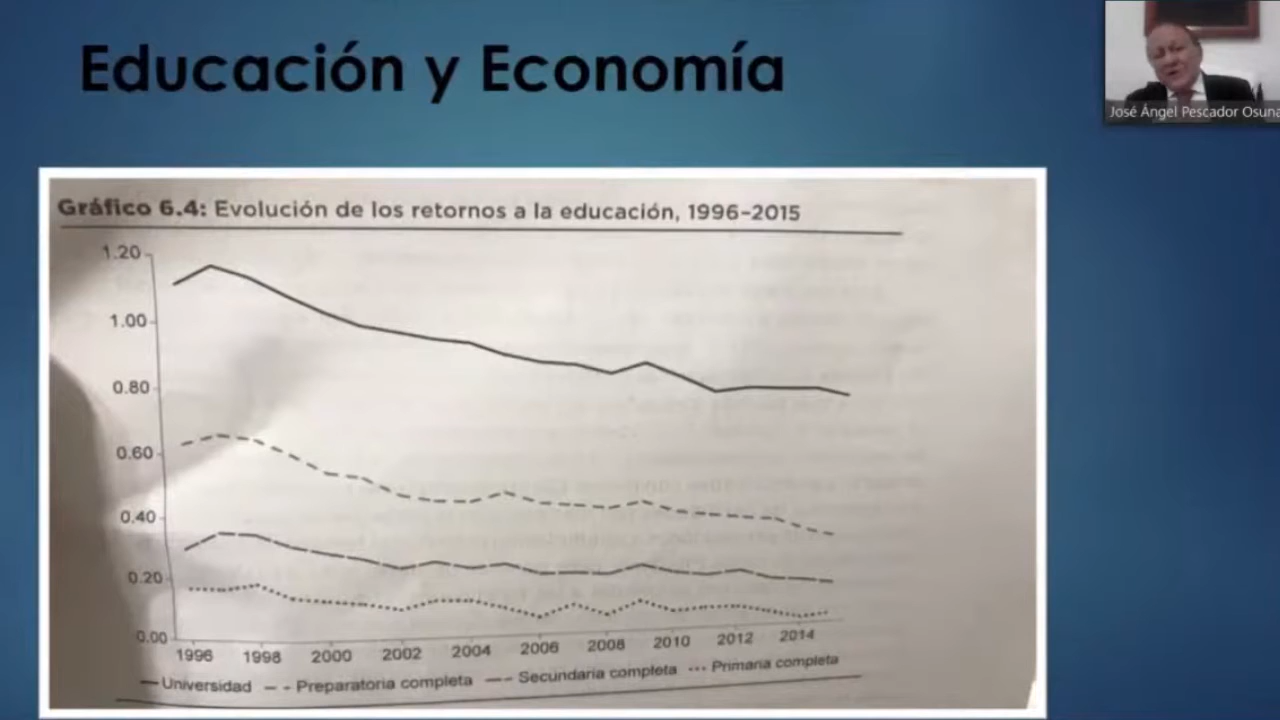 Educación y Economía
José Ángel Pescador Osuna
Gráfico 6.4: Evolución de los retornos a la educación, 1996-2015
1.20
1.00
0.80
0.60
0.40
0.20
0.00
1996 1998 2000 2002 2004 2006 2008 2010 2012 2014
Universidad Preparatoria completa Secundaria completa Primaria completa